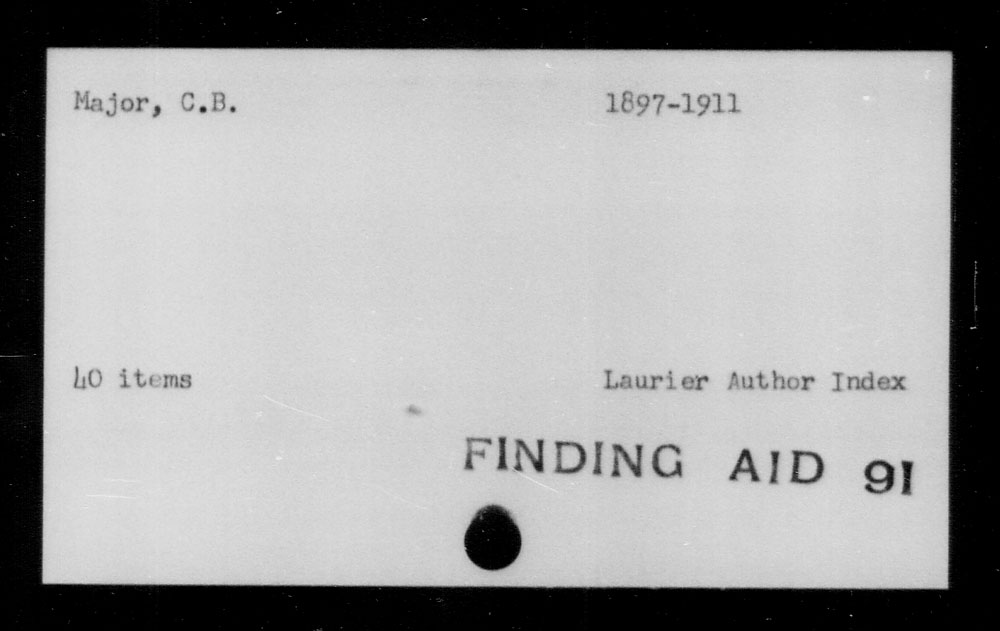 Major, C.B. 1897-1911
40 items Laurier Author Index
FINDING AID 91